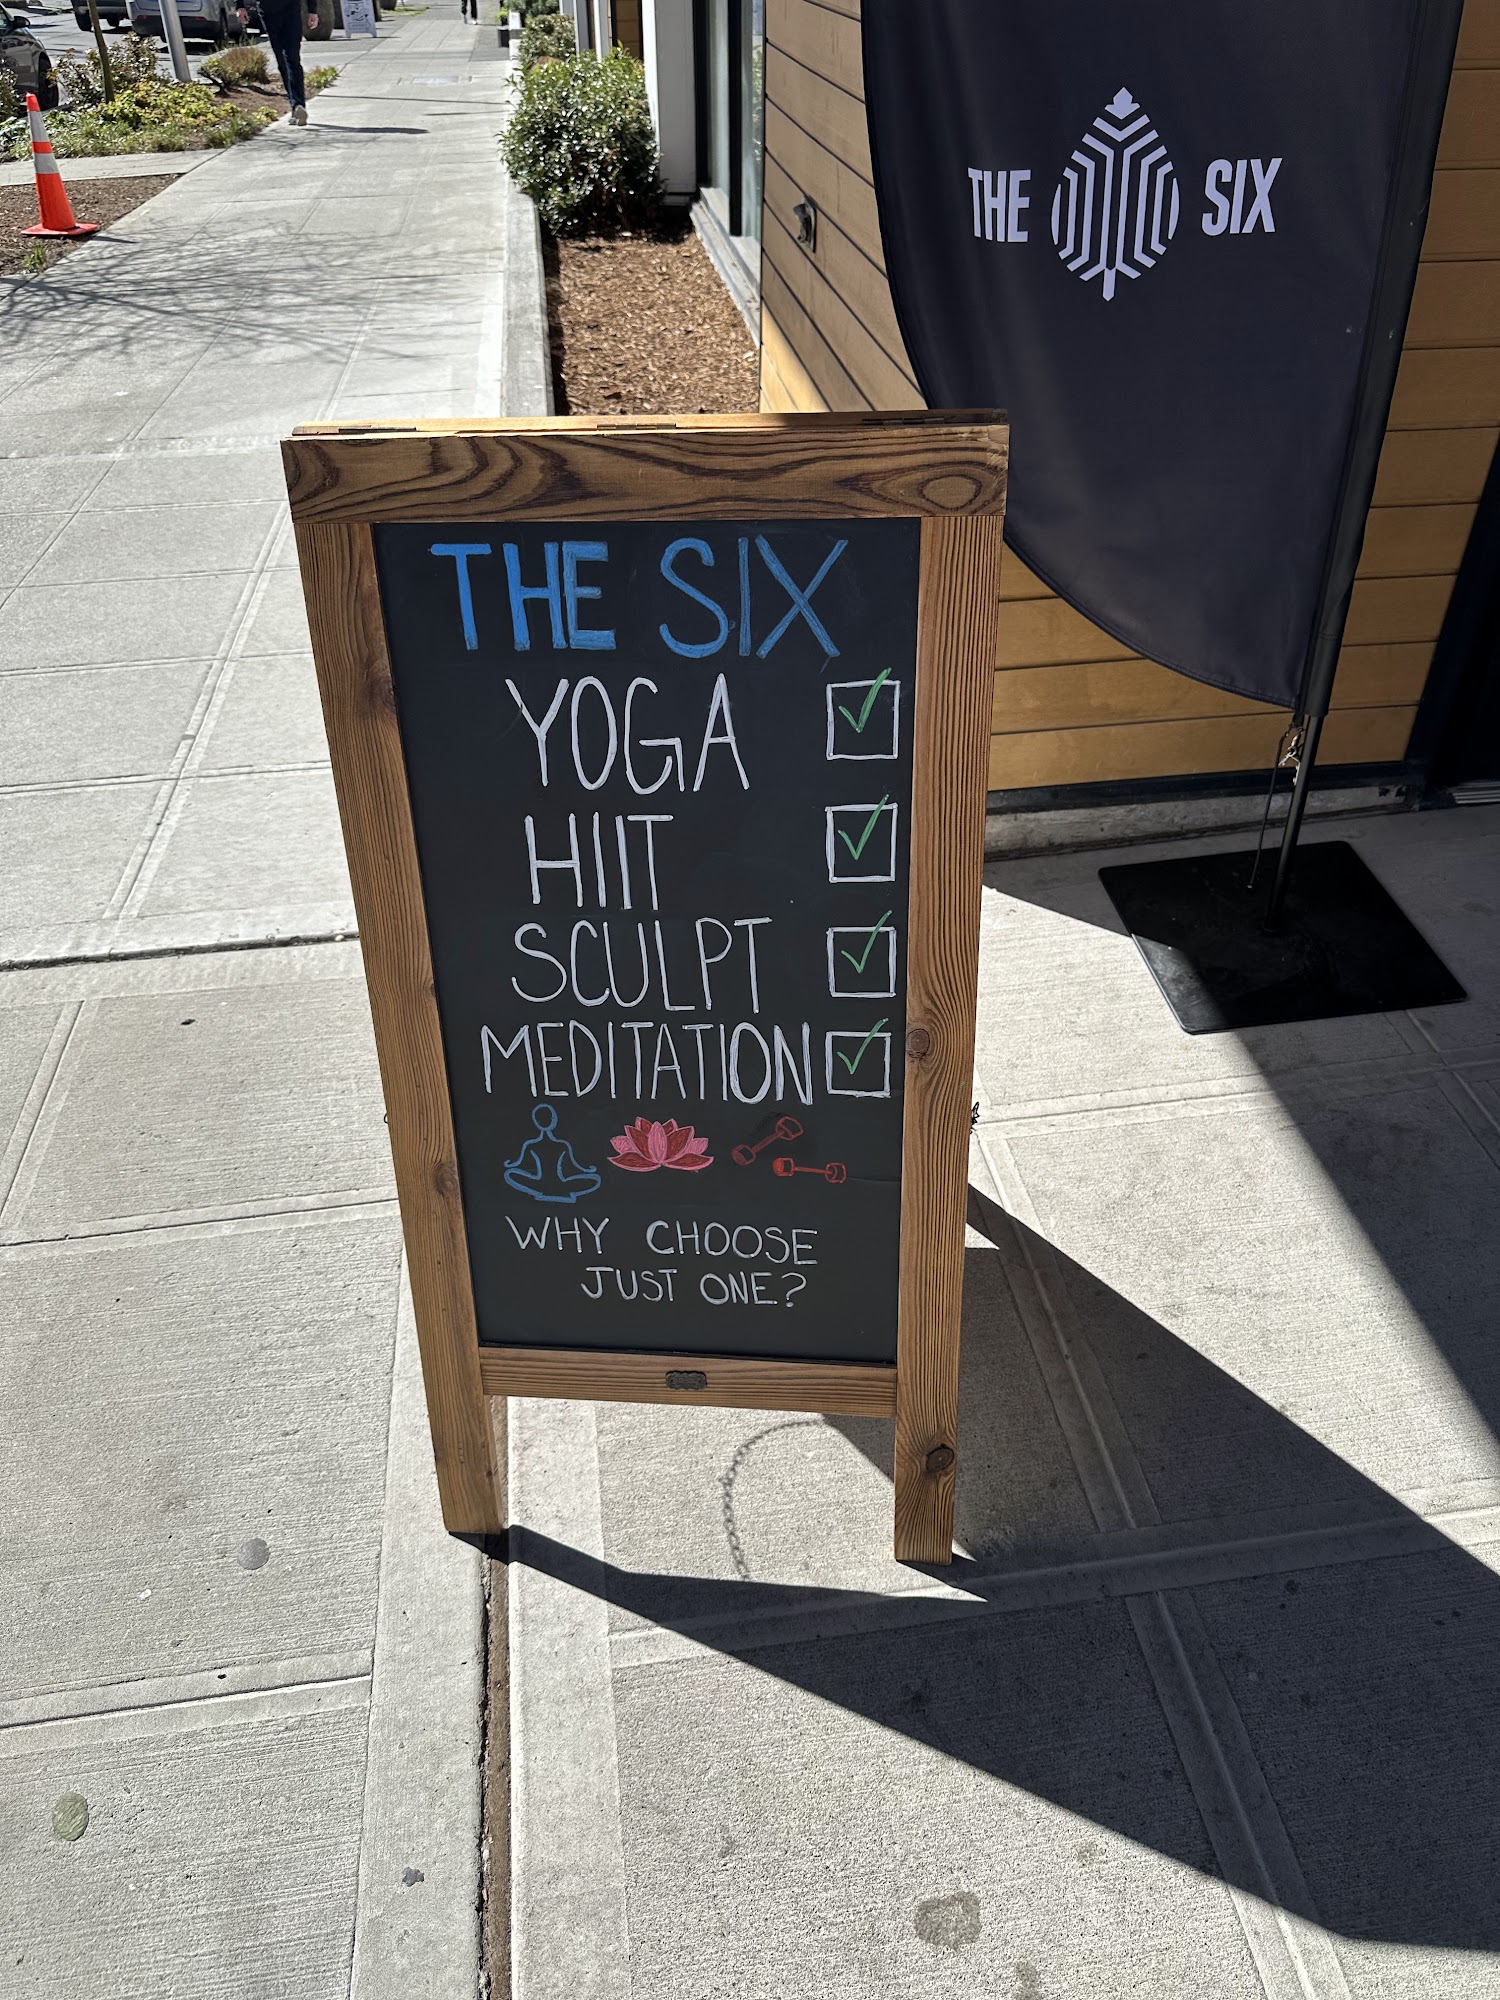 THE SIX
THE SIX
YOGA
HIIT
SCULPT
MEDITATION
WHY CHOOSE
JUST ONE?